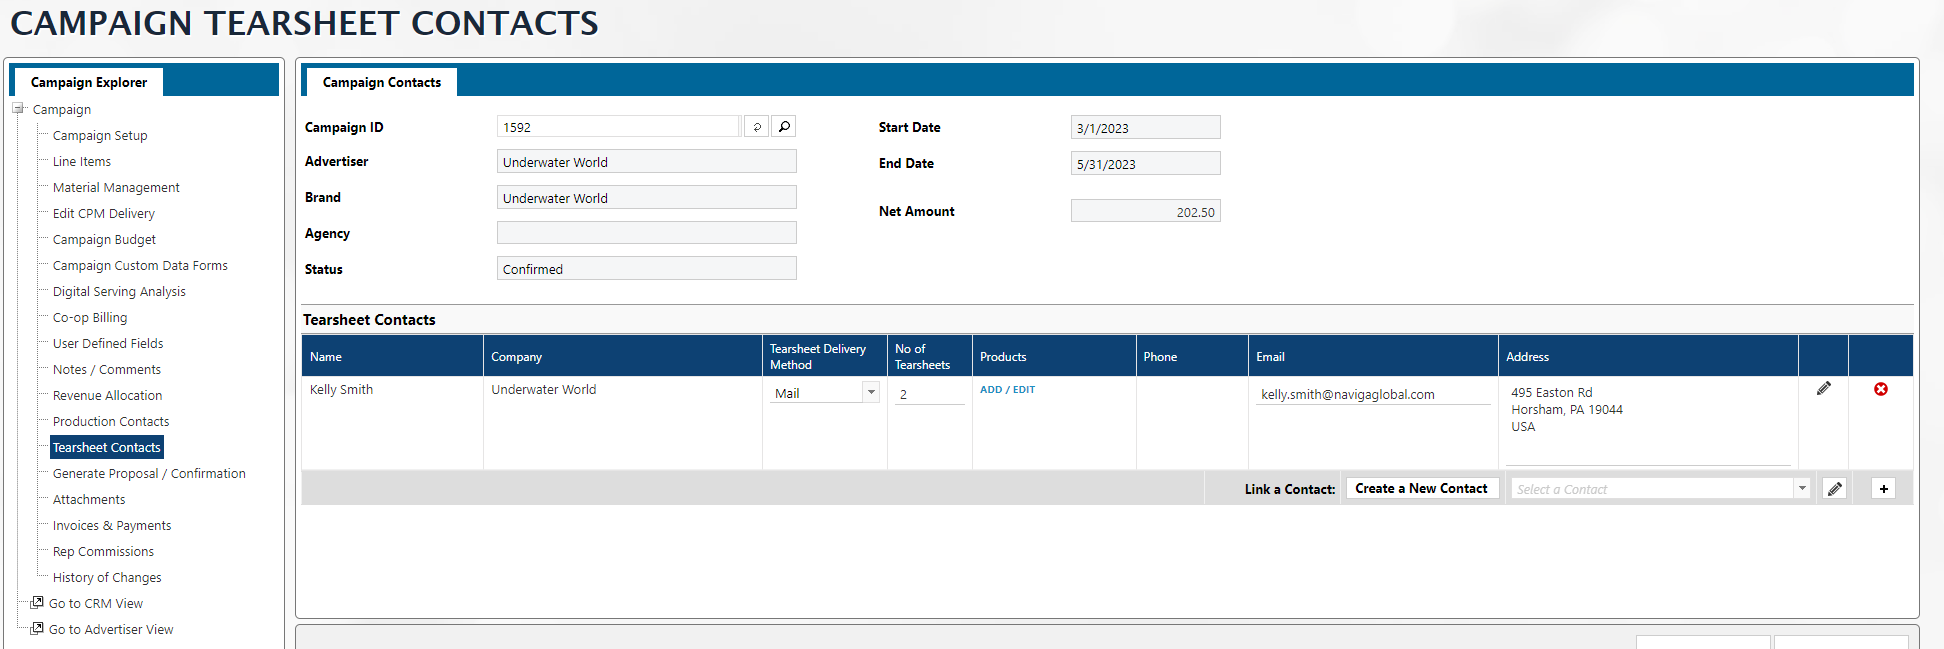 CAMPAIGN TEARSHEET CONTACTS
Campaign Explorer
Campaign
Campaign Setup
Line Items
Material Management
Edit CPM Delivery
Campaign Budget
Campaign Custom Data Forms
Digital Serving Analysis
Co-op Billing
User Defined Fields
Notes / Comments
Revenue Allocation
Production Contacts
Tearsheet Contacts
Generate Proposal / Confirmation
Attachments
Invoices & Payments
Rep Commissions
History of Changes
Go to CRM View
Go to Advertiser View
Campaign Contacts
Campaign ID 1592
Advertiser Underwater World
Brand Underwater World
Agency
Status Confirmed
Start Date 3/1/2023
End Date 5/31/2023
Net Amount 202.50
Tearsheet Contacts
Name Company Tearsheet Delivery Method No of Tearsheets Products Phone Email Address
Kelly Smith Underwater World Mail 2 ADD / EDIT kelly.smith@navigaglobal.com 495 Easton Rd
Horsham, PA 19044
USA
Link a Contact: Create a New Contact Select a Contact